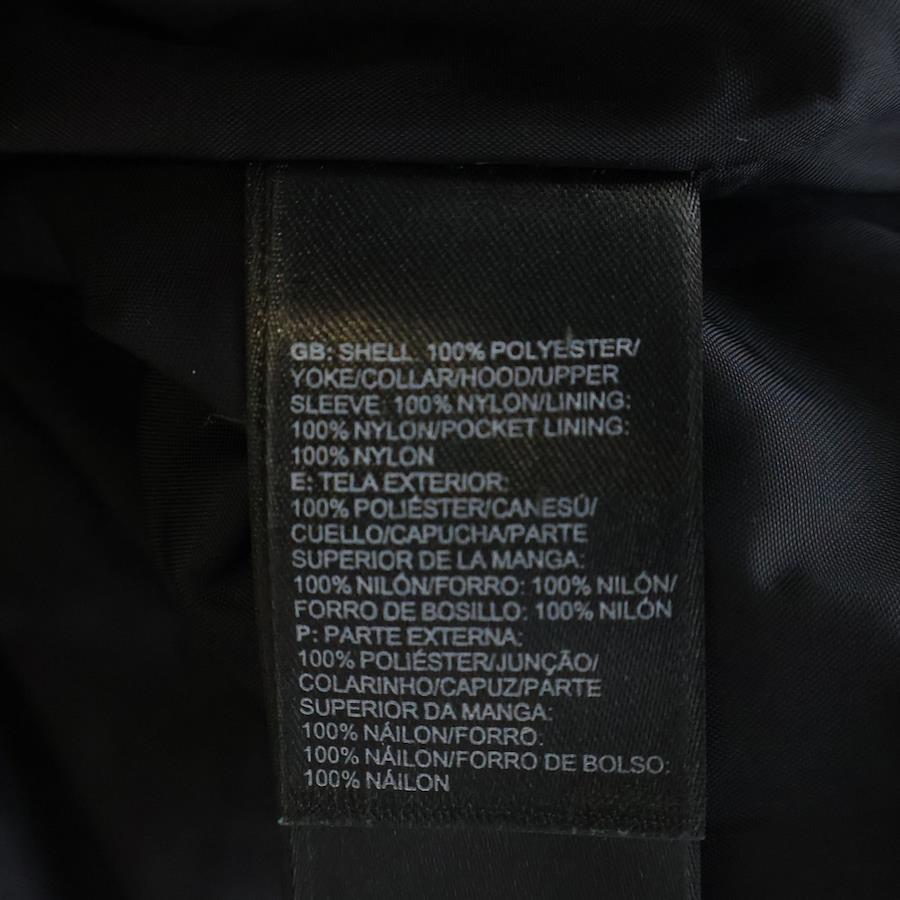 GB: SHELL 100% POLYESTER/
YOKE/COLLAR/HOOD/UPPER
SLEEVE: 100% NYLON/LINING:
100% NYLON/POCKET LINING:
100% NYLON
E: TELA EXTERIOR:
100% POLIÉSTER/CANESÚ/
CUELLO/CAPUCHA/PARTE
SUPERIOR DE LA MANGA:
100% NILÓN/FORRO: 100% NILÓN/
FORRO DE BOSILLO: 100% NILÓN
P: PARTE EXTERNA:
100% POLIÉSTER/JUNÇÃO/
COLARINHO/CAPUZ/PARTE
SUPERIOR DA MANGA:
100% NÁILON/FORRO:
100% NÁILON/FORRO DE BOLSO:
100% NÁILON